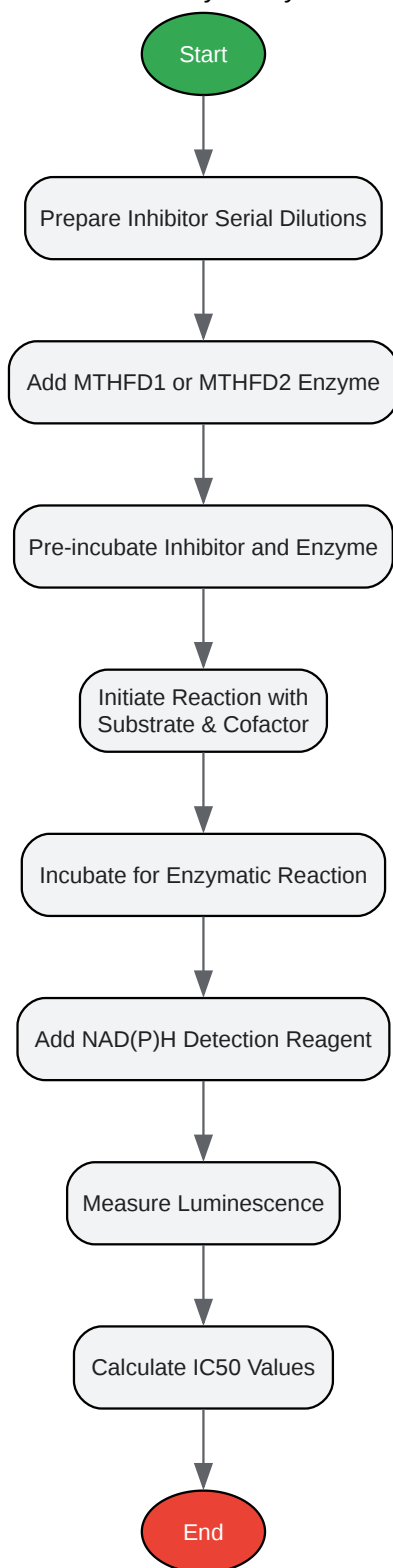 Start
Prepare Inhibitor Serial Dilutions
Add MTHFD1 or MTHFD2 Enzyme
Pre-incubate Inhibitor and Enzyme
Initiate Reaction with
Substrate & Cofactor
Incubate for Enzymatic Reaction
Add NAD(P)H Detection Reagent
Measure Luminescence
Calculate IC50 Values
End